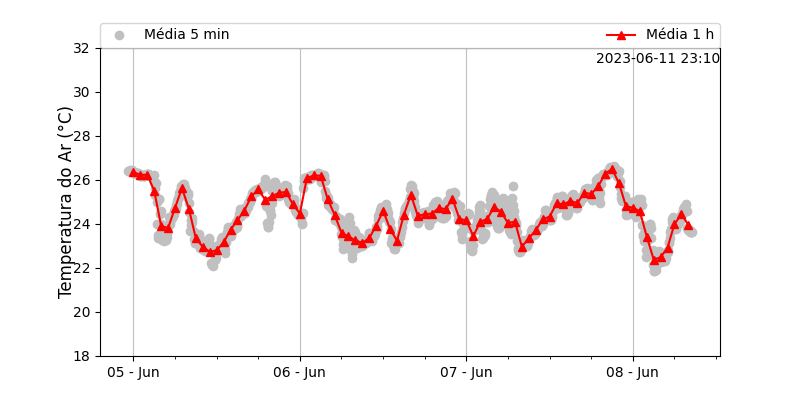 Média 5 min
Média 1 h
2023-06-11 23:10
Temperatura do Ar (°C)
32
30
28
26
24
22
20
18
05 - Jun
06 - Jun
07 - Jun
08 - Jun